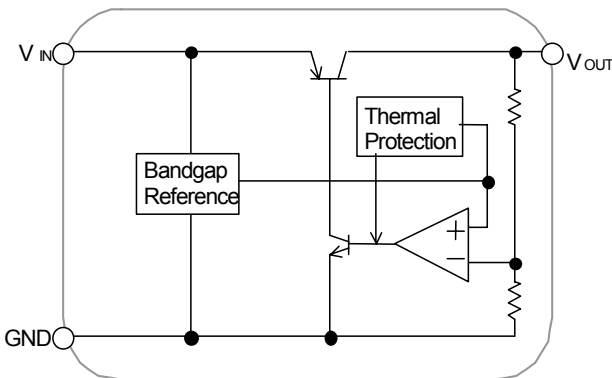 V IN
V OUT
Thermal
Protection
Bandgap
Reference
+
−
GND